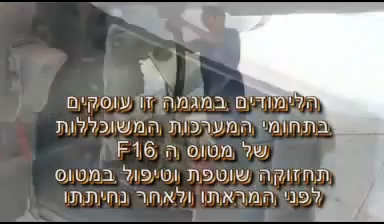 הלימודים במגמה זו עוסקים
בתחומי המערכות המשוכללות
של מטוס ה F16
תחזוקה שוטפת וטיפול במטוס
לפני המראתו ולאחר נחיתתו